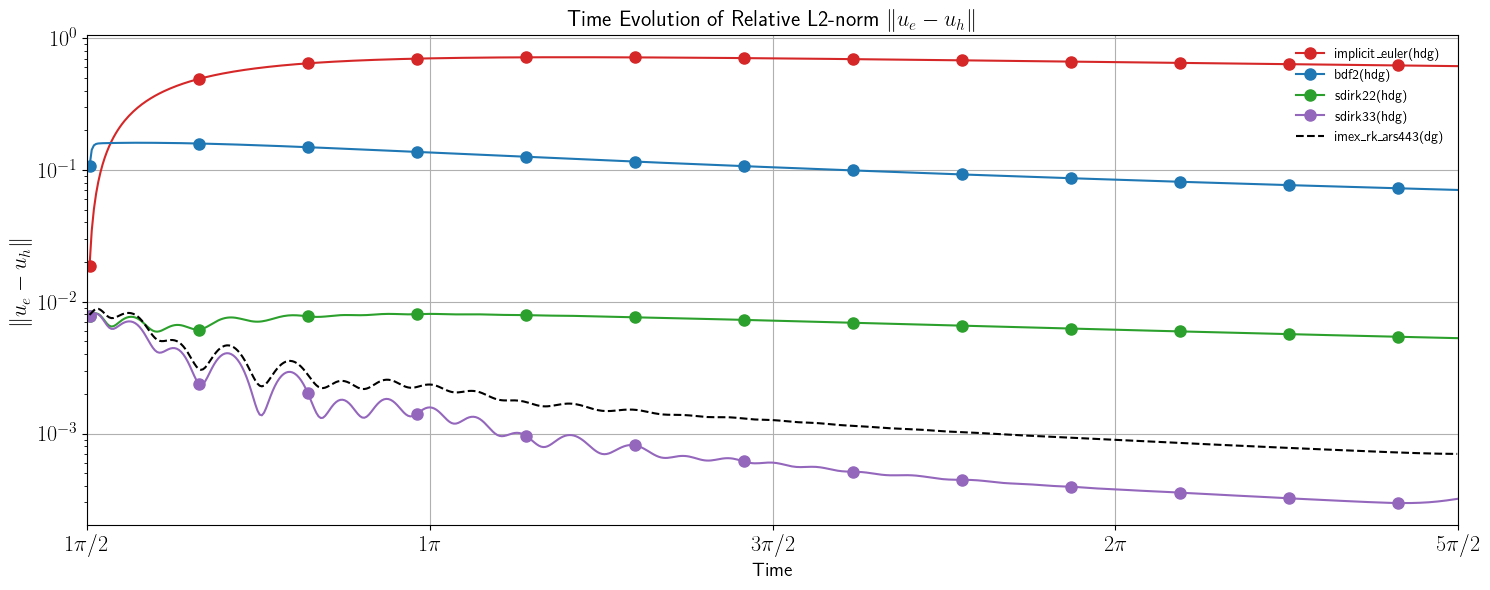 Time Evolution of Relative L2-norm ‖u_e − u_h‖
‖u_e − u_h‖
10^0
10^−1
10^−2
10^−3
implicit_euler(hdg)
bdf2(hdg)
sdirk22(hdg)
sdirk33(hdg)
imex_rk_ars443(dg)
1π/2 1π 3π/2 2π 5π/2
Time